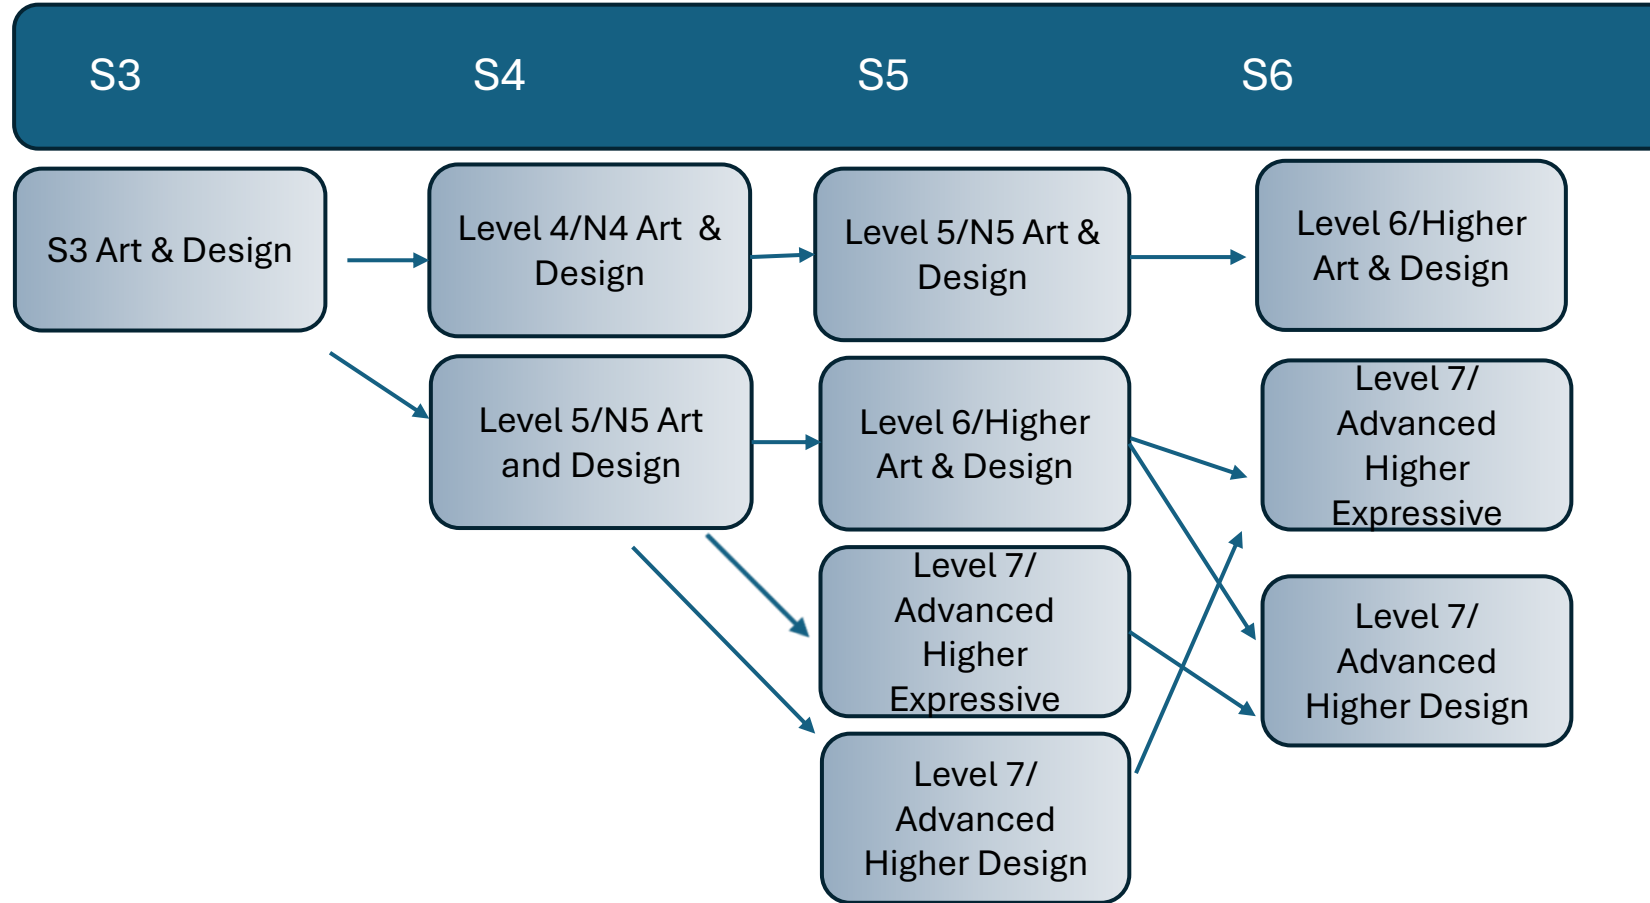 S3 S4 S5 S6
S3 Art & Design
Level 4/N4 Art &
Design
Level 5/N5 Art &
Design
Level 6/Higher
Art & Design
Level 5/N5 Art
and Design
Level 6/Higher
Art & Design
Level 7/
Advanced
Higher
Expressive
Level 7/
Advanced
Higher
Expressive
Level 7/
Advanced
Higher Design
Level 7/
Advanced
Higher Design